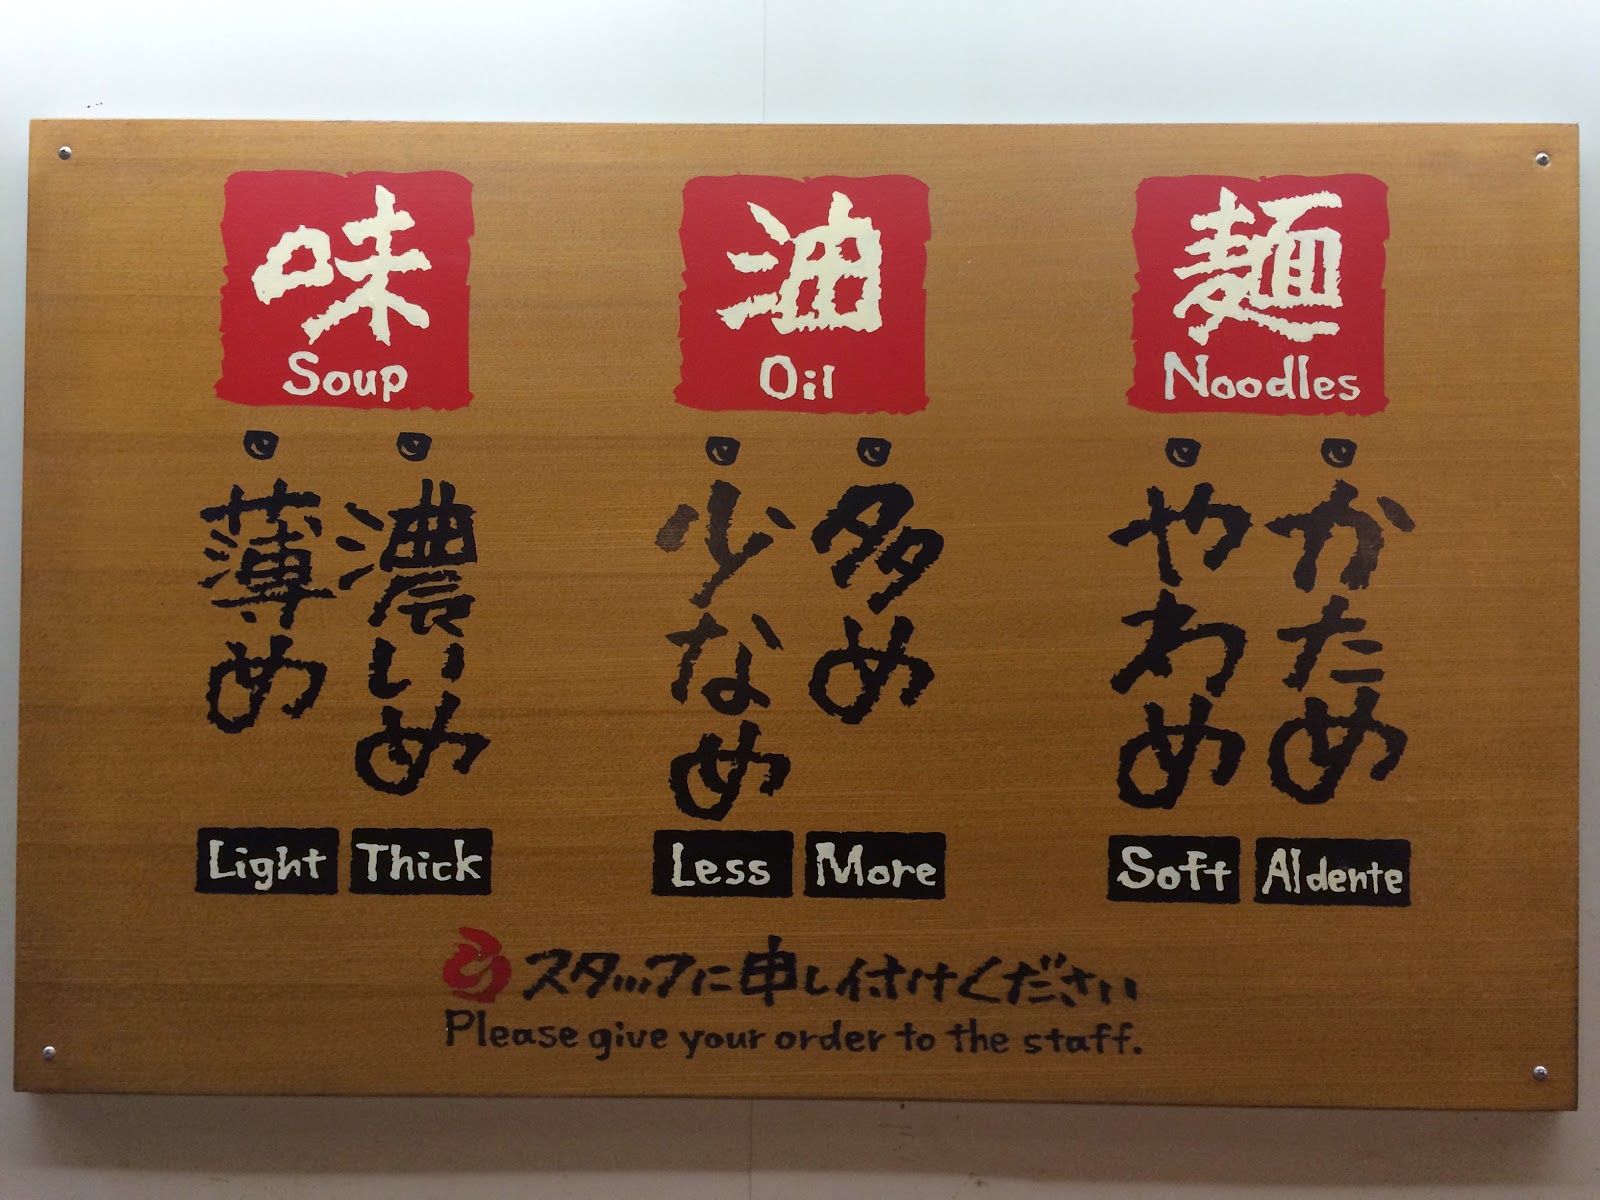 味
Soup
油
Oil
麺
Noodles
濃いめ
薄め
多め
少なめ
かため
やわめ
Light
Thick
Less
More
Soft
Aldente
スタッフに申し付けください
Please give your order to the staff.